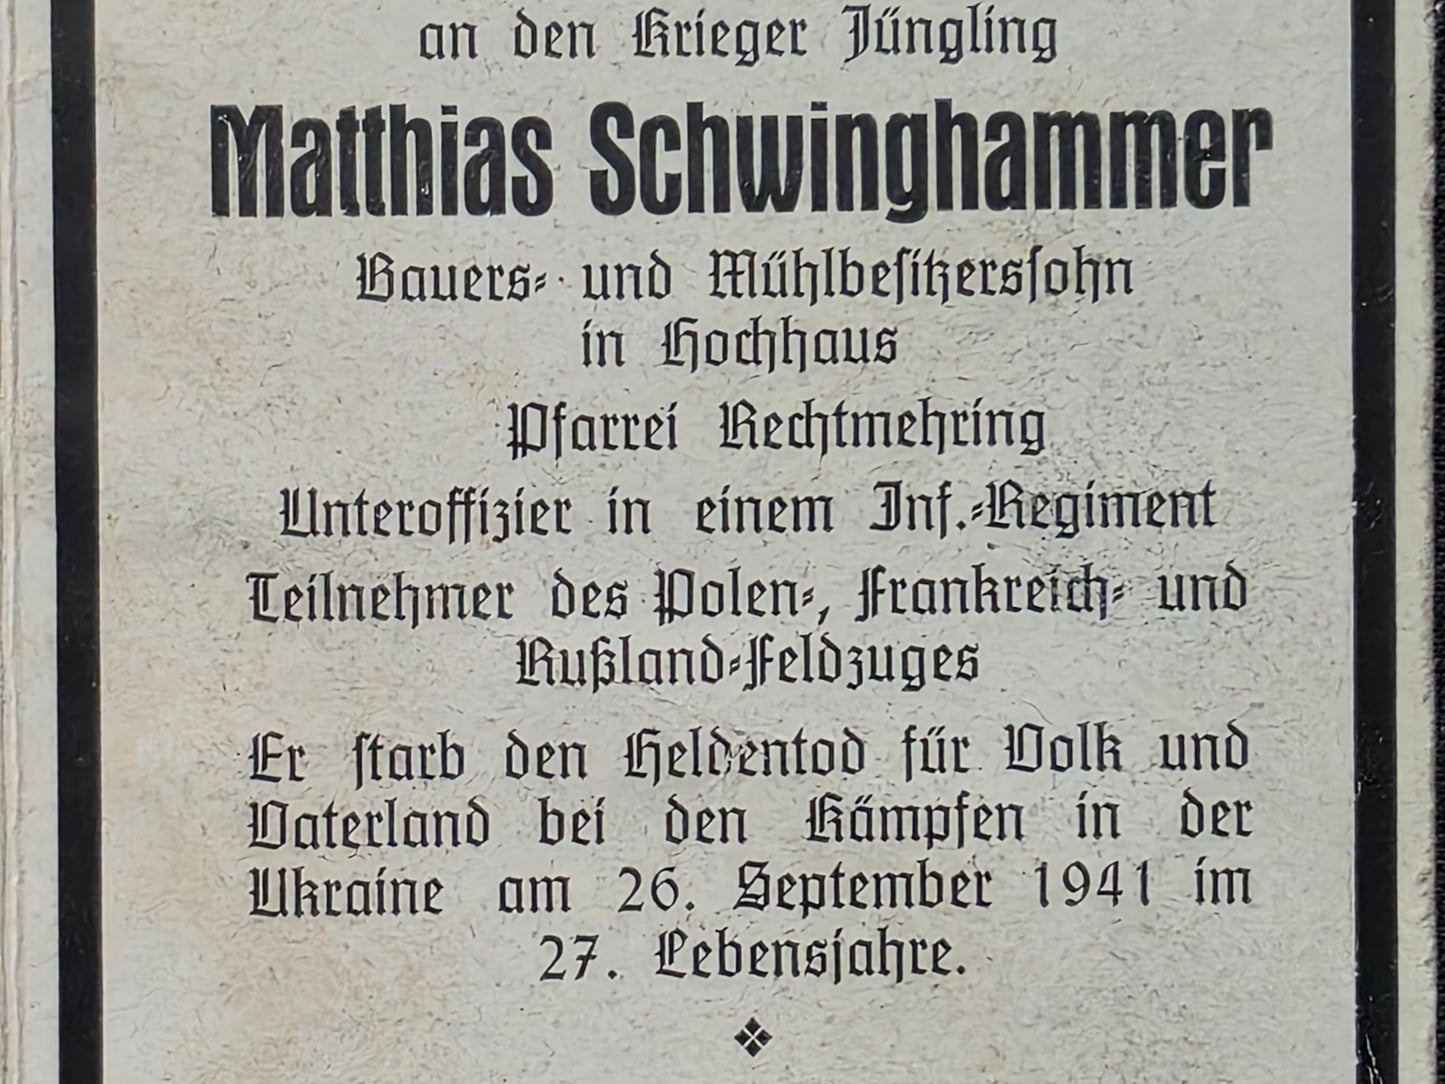 an den Krieger Jüngling
Matthias Schwinghammer
Bauers- und Mühlbesitzerssohn
in Hochhaus
Pfarrei Rechtmehring
Unteroffizier in einem Inf.-Regiment
Teilnehmer des Polen-, Frankreich- und
Rußland-Feldzuges
Er starb den Heldentod für Volk und
Vaterland bei den Kämpfen in der
Ukraine am 26. September 1941 im
27. Lebensjahre.